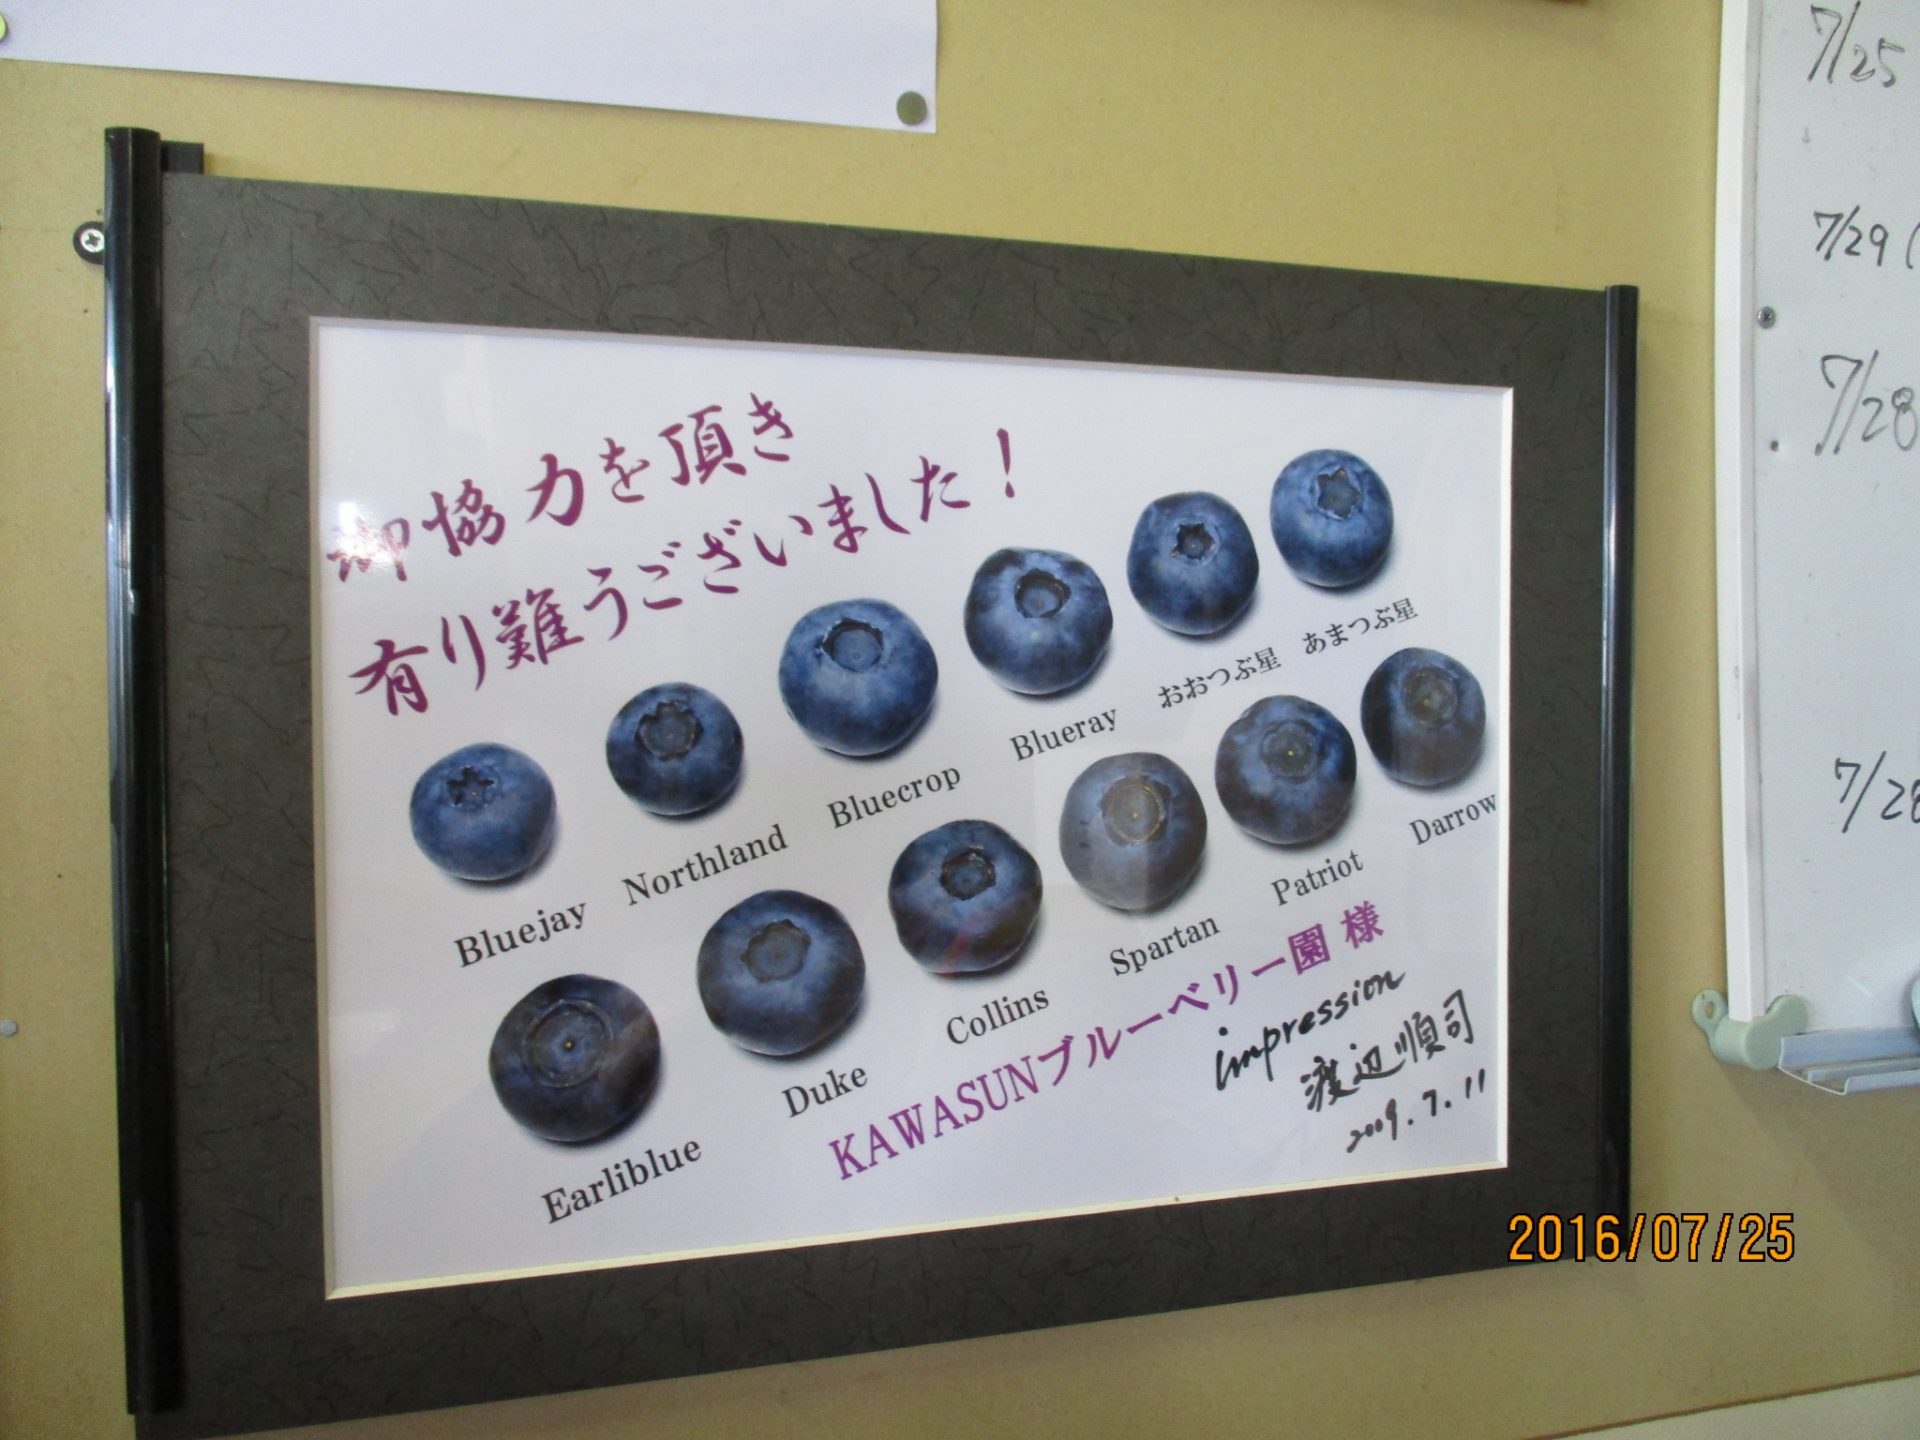 御協力を頂き
有り難うございました！
Bluejay
Northland
Bluecrop
Blueray
おおつぶ星
あまつぶ星
Earliblue
Duke
Collins
Spartan
Patriot
Darrow
KAWASUNブルーベリー園 様
impression
渡辺順司
2009.7.11
7/25
7/29 (
7/28
7/28
2016/07/25